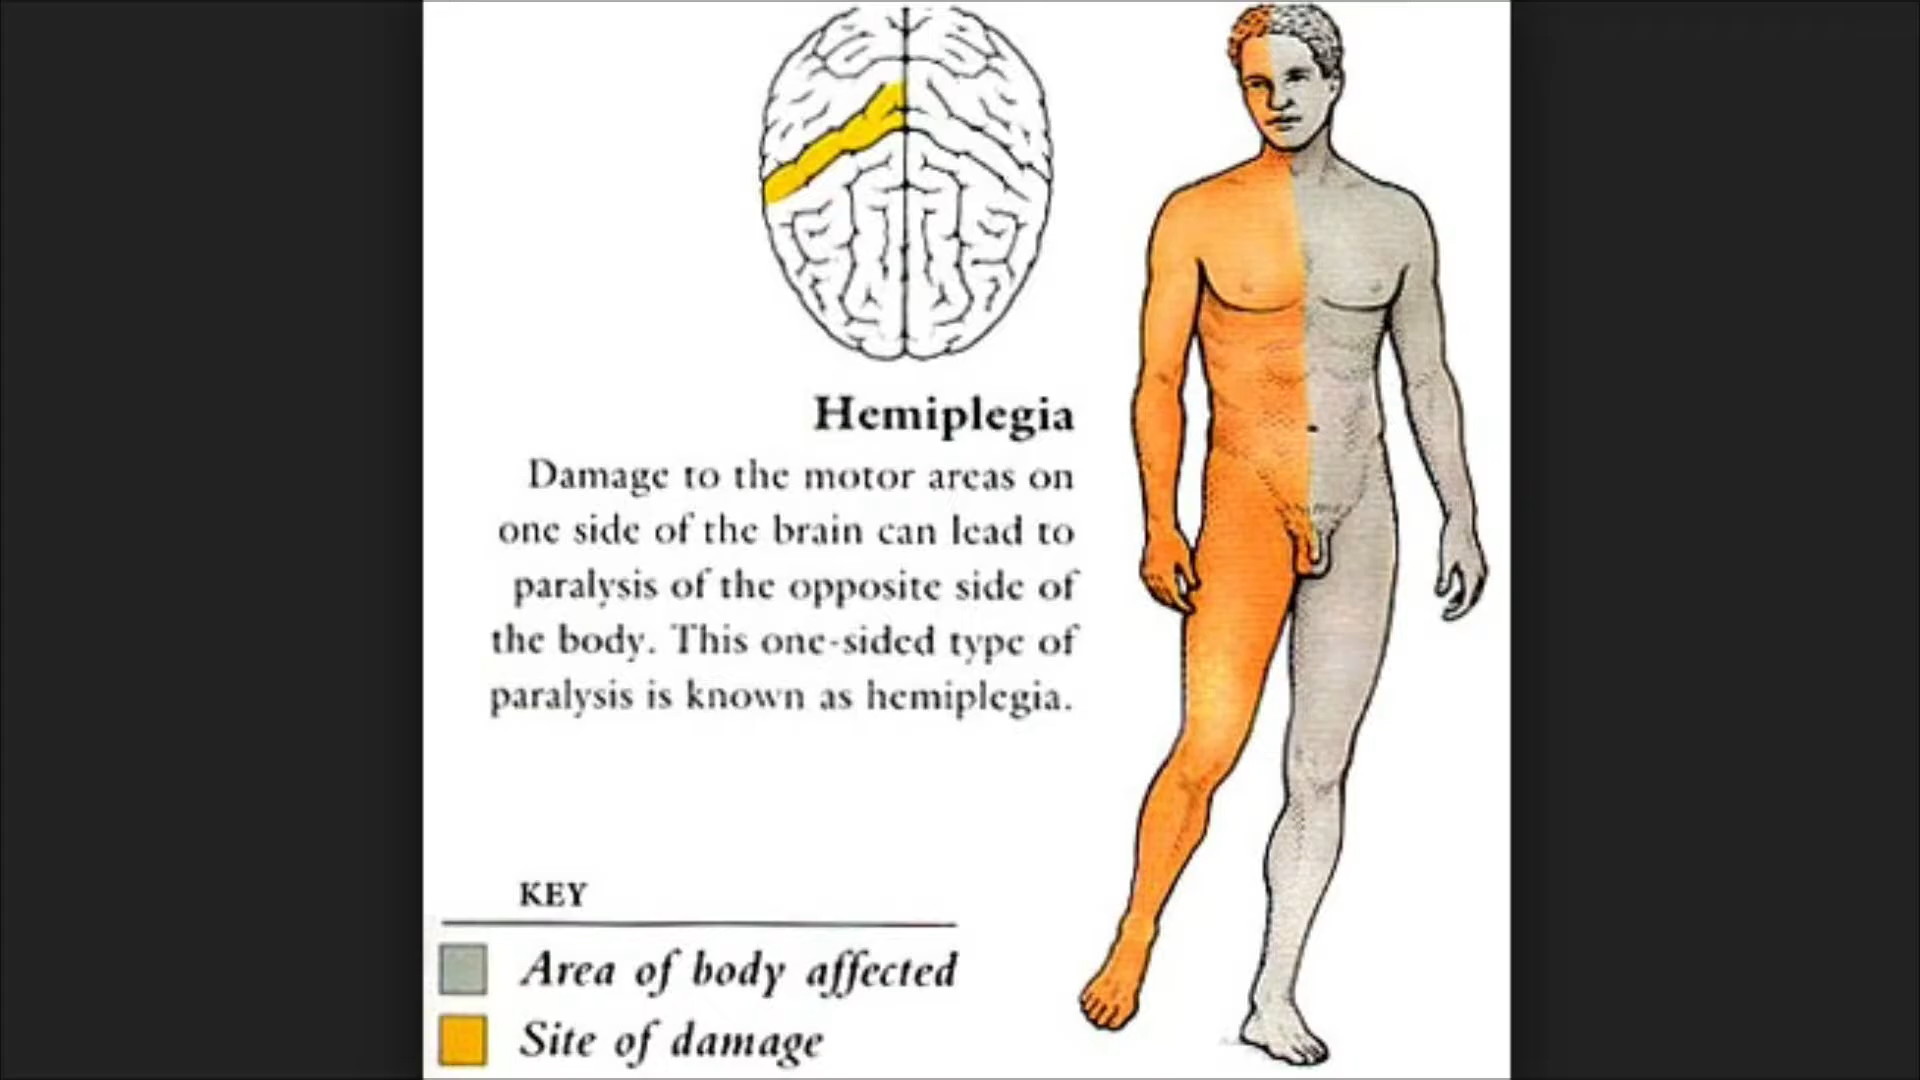 Hemiplegia
Damage to the motor areas on
one side of the brain can lead to
paralysis of the opposite side of
the body. This one-sided type of
paralysis is known as hemiplegia.
KEY
Area of body affected
Site of damage